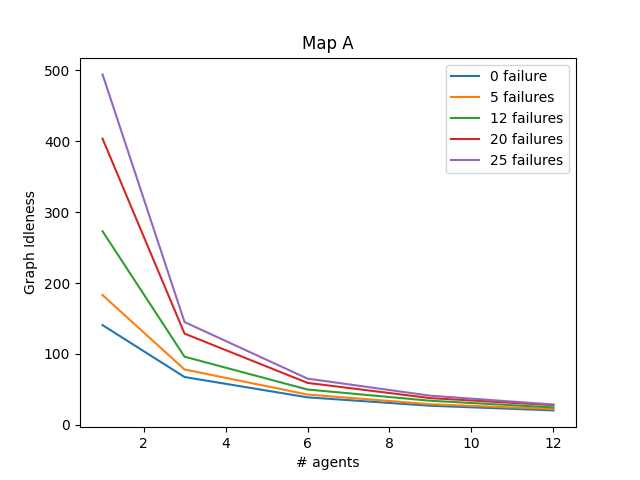 Map A
500
400
300
200
100
0
Graph Idleness
2
4
6
8
10
12
# agents
0 failure
5 failures
12 failures
20 failures
25 failures